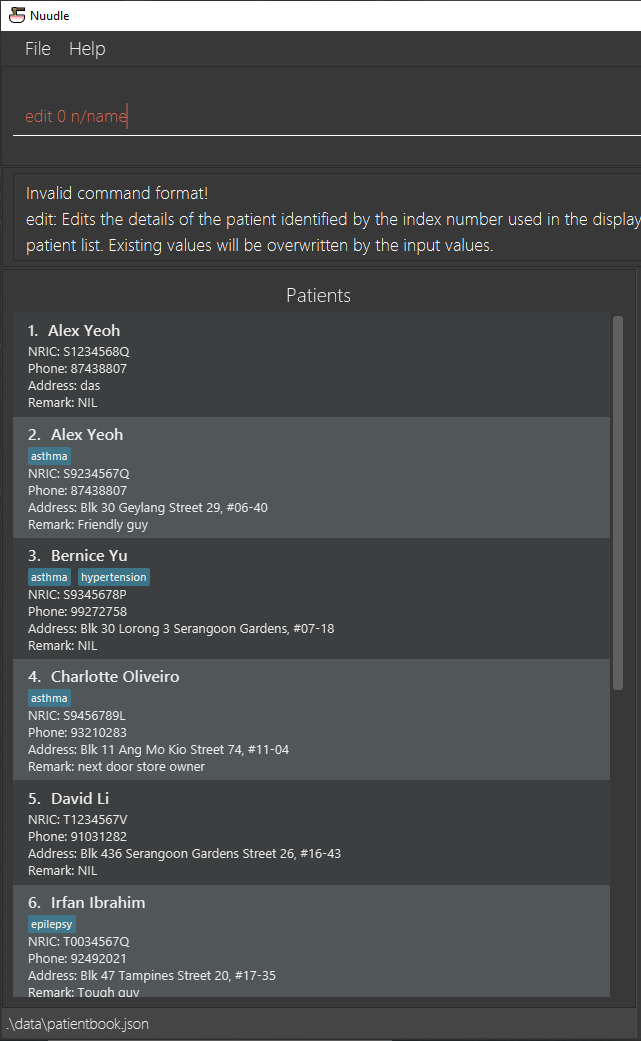 Nuudle
File Help
edit 0 n/name
Invalid command format!
edit: Edits the details of the patient identified by the index number used in the display
patient list. Existing values will be overwritten by the input values.
Patients
1. Alex Yeoh
NRIC: S1234568Q
Phone: 87438807
Address: das
Remark: NIL
2. Alex Yeoh
asthma
NRIC: S9234567Q
Phone: 87438807
Address: Blk 30 Geylang Street 29, #06-40
Remark: Friendly guy
3. Bernice Yu
asthma hypertension
NRIC: S9345678P
Phone: 99272758
Address: Blk 30 Lorong 3 Serangoon Gardens, #07-18
Remark: NIL
4. Charlotte Oliveiro
asthma
NRIC: S9456789L
Phone: 93210283
Address: Blk 11 Ang Mo Kio Street 74, #11-04
Remark: next door store owner
5. David Li
NRIC: T1234567V
Phone: 91031282
Address: Blk 436 Serangoon Gardens Street 26, #16-43
Remark: NIL
6. Irfan Ibrahim
epilepsy
NRIC: T0034567Q
Phone: 92492021
Address: Blk 47 Tampines Street 20, #17-35
Remark: Tough guy
.\data\patientbook.json